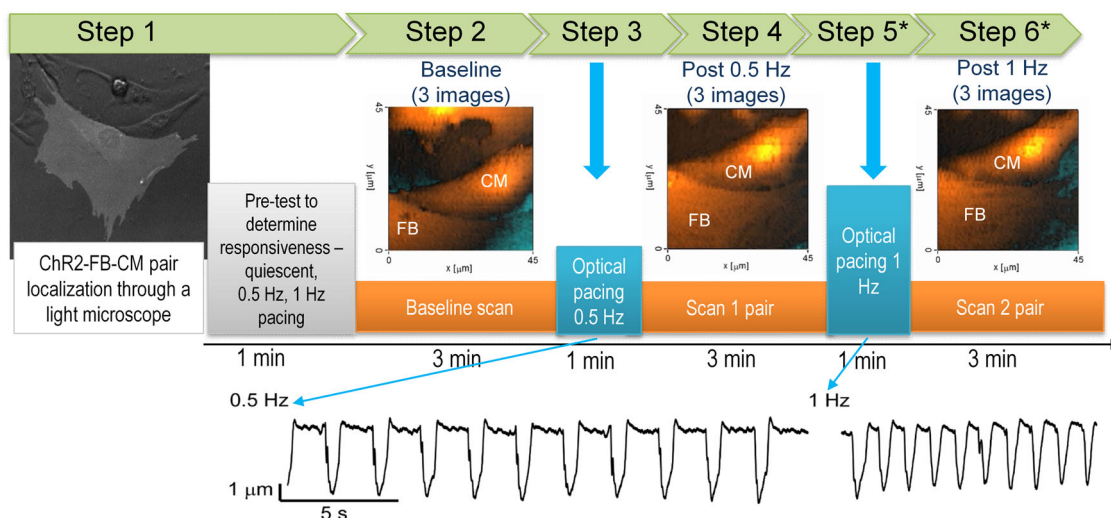 Step 1
Step 2
Step 3
Step 4
Step 5*
Step 6*
Baseline
(3 images)
Post 0.5 Hz
(3 images)
Post 1 Hz
(3 images)
45
y [μm]
0
CM
FB
0
x [μm]
45
45
y [μm]
0
CM
FB
0
x [μm]
45
45
y [μm]
0
CM
FB
0
x [μm]
45
ChR2-FB-CM pair
localization through a
light microscope
Pre-test to
determine
responsiveness –
quiescent,
0.5 Hz, 1 Hz
pacing
Baseline scan
Optical
pacing
0.5 Hz
Scan 1 pair
Optical
pacing 1
Hz
Scan 2 pair
1 min
3 min
1 min
3 min
1 min
3 min
0.5 Hz
1 Hz
1 μm
5 s